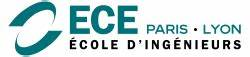 ECE PARIS · LYON
ÉCOLE D'INGÉNIEURS